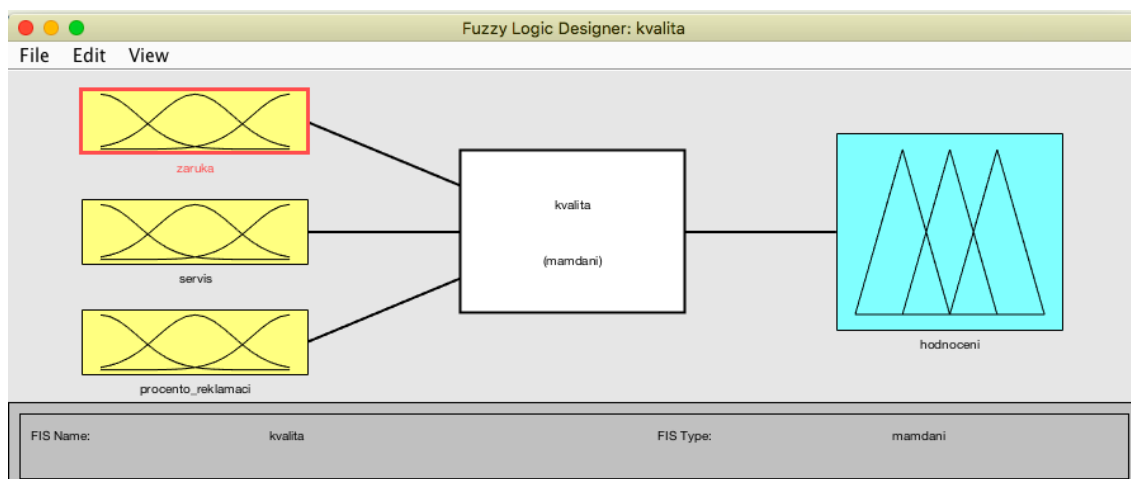 Fuzzy Logic Designer: kvalita
File Edit View
zaruka
servis
procento_reklamaci
kvalita
(mamdani)
hodnoceni
FIS Name: kvalita FIS Type: mamdani